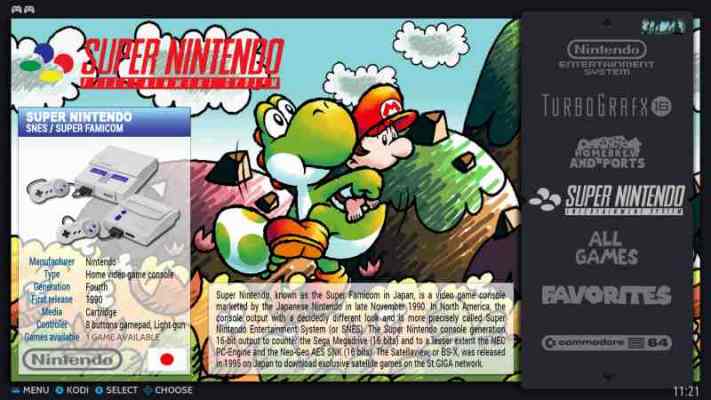 SUPER NINTENDO
SUPER NINTENDO
SNES / SUPER FAMICOM
Manufacturer Nintendo
Type Home video game console
Generation Fourth
First release 1990
Media Cartridge
Controller 8 buttons gamepad, Light gun
Games available 1 GAME AVAILABLE
Nintendo
Super Nintendo, known as the Super Famicom in Japan, is a video game console
marketed by the Japanese Nintendo in late November 1990. In North America, the
console output with a decidedly different look and is more precisely called Super
Nintendo Entertainment System (or SNES). The Super Nintendo console generation
16-bit output to counter the Sega Megadrive (16 bits) and to a lesser extent the NEC
PC-Engine and the Neo-Geo AES SNK (16 bits). The Satellaview, or BS-X, was released
in 1995 on Japan to download exclusive satellite games on the St.GIGA network.
Nintendo
ENTERTAINMENT
SYSTEM
TURBOGRAFX 16
HOMEBREW
AND PORTS
SUPER NINTENDO
ENTERTAINMENT SYSTEM
ALL
GAMES
FAVORITES
commodore 64
MENU KODI SELECT CHOOSE
11:21